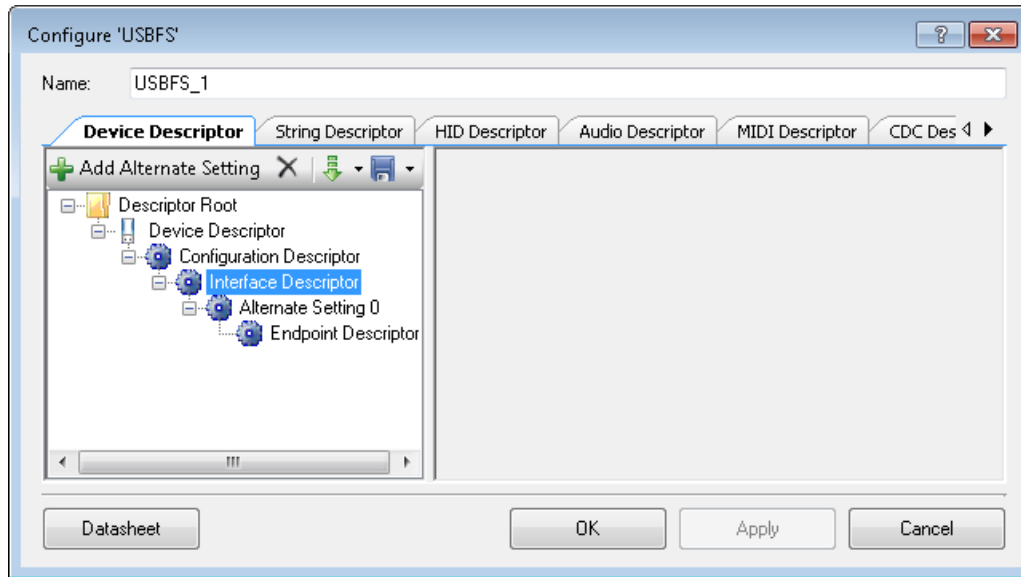 Configure 'USBFS'
Name: USBFS_1
Device Descriptor String Descriptor HID Descriptor Audio Descriptor MIDI Descriptor CDC Des
Add Alternate Setting
Descriptor Root
Device Descriptor
Configuration Descriptor
Interface Descriptor
Alternate Setting 0
Endpoint Descriptor
Datasheet OK Apply Cancel